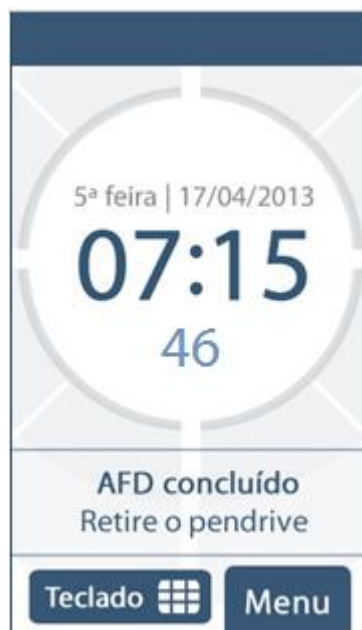 5ª feira | 17/04/2013
07:15
46
AFD concluído
Retire o pendrive
Teclado
Menu